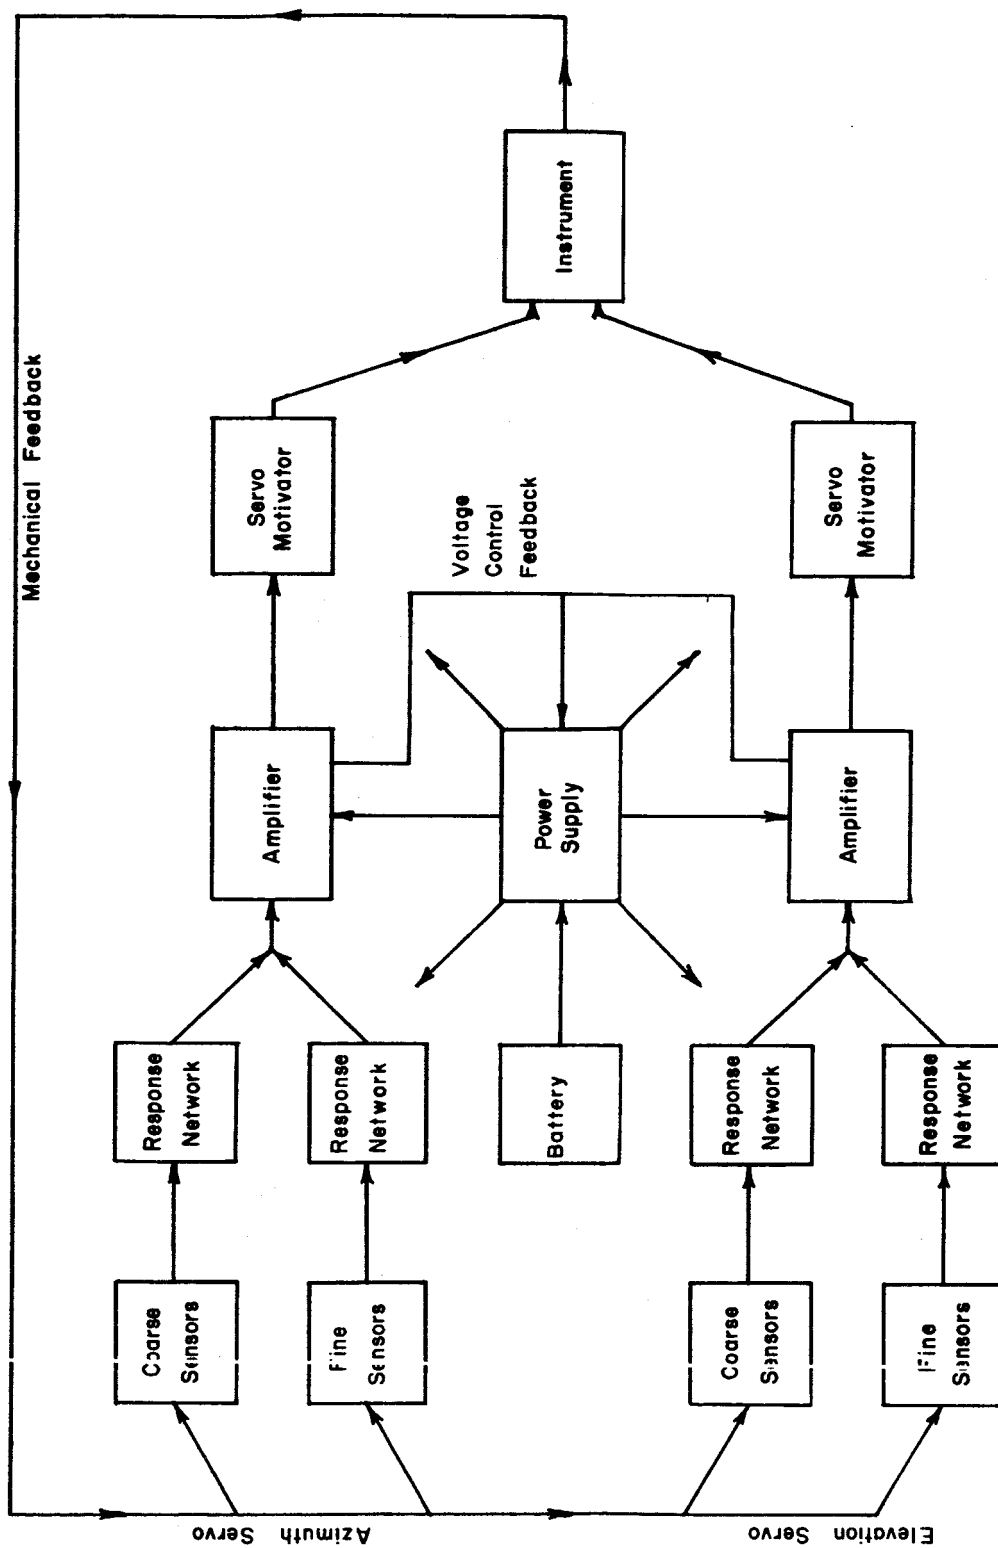 Mechanical Feedback
Azimuth Servo
Coarse
Sensors
Response
Network
Fine
Sensors
Response
Network
Amplifier
Servo
Motivator
Voltage
Control
Feedback
Battery
Power
Supply
Instrument
Elevation Servo
Coarse
Sensors
Response
Network
Fine
Sensors
Response
Network
Amplifier
Servo
Motivator